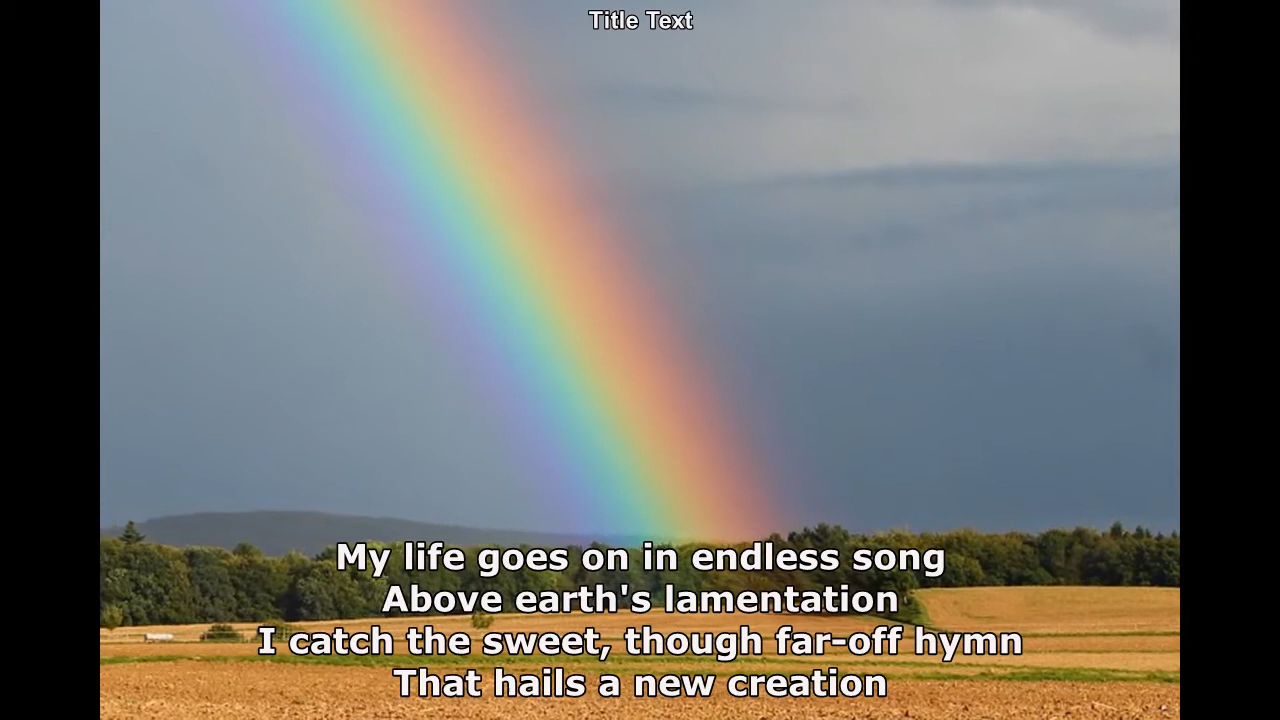 Title Text
My life goes on in endless song
Above earth's lamentation
I catch the sweet, though far-off hymn
That hails a new creation